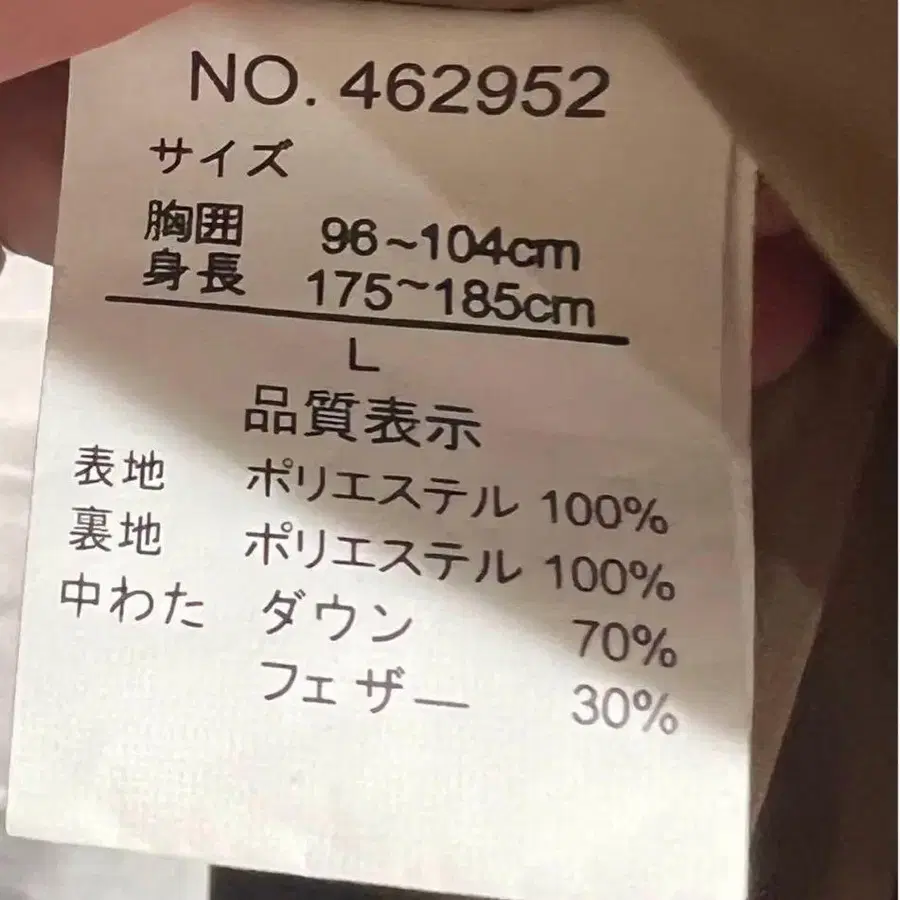 NO. 462952
サイズ
胸囲 96~104cm
身長 175~185cm
L
品質表示
表地 ポリエステル 100%
裏地 ポリエステル 100%
中わた ダウン 70%
フェザー 30%